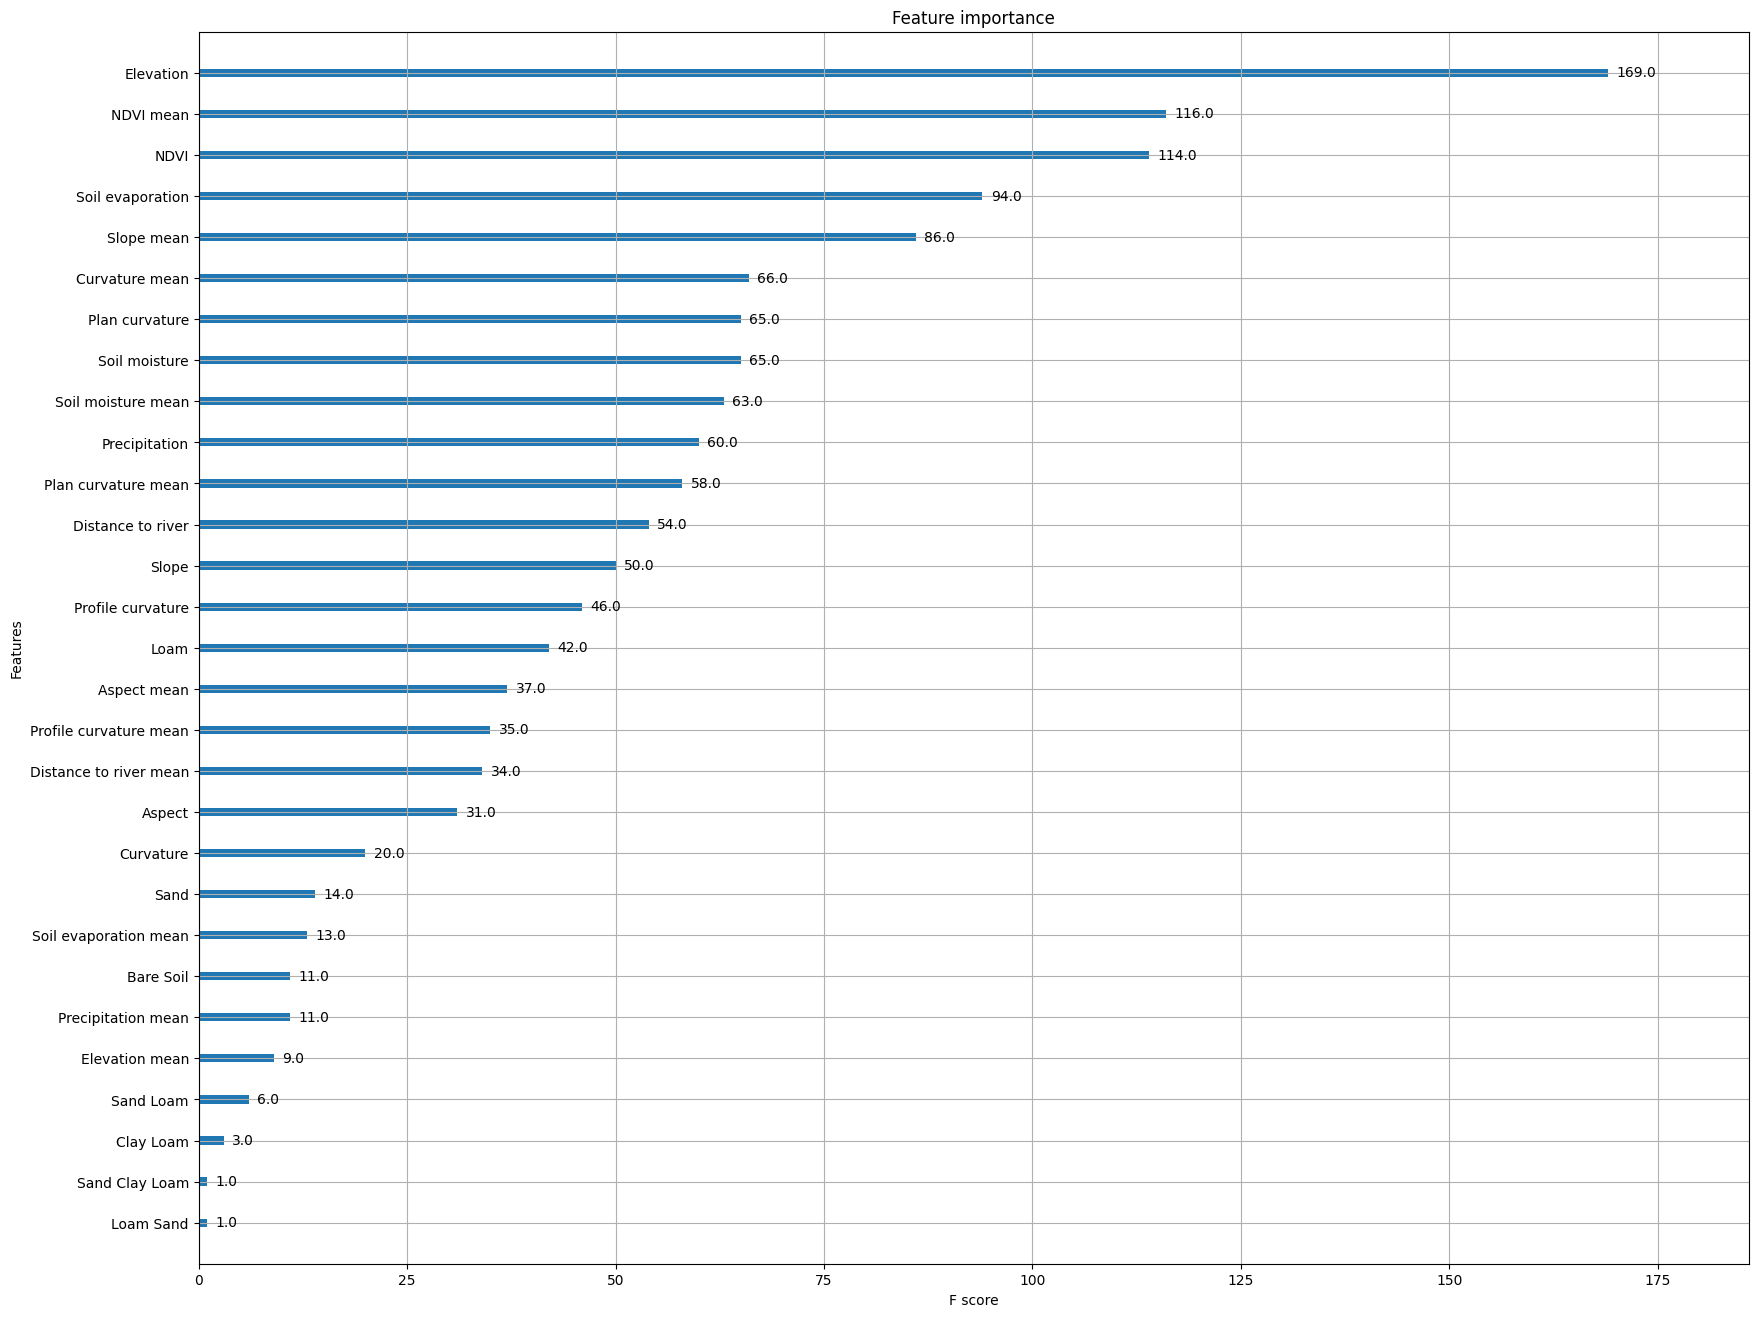 Feature importance
Elevation 169.0
NDVI mean 116.0
NDVI 114.0
Soil evaporation 94.0
Slope mean 86.0
Curvature mean 66.0
Plan curvature 65.0
Soil moisture 65.0
Soil moisture mean 63.0
Precipitation 60.0
Plan curvature mean 58.0
Distance to river 54.0
Slope 50.0
Profile curvature 46.0
Loam 42.0
Aspect mean 37.0
Profile curvature mean 35.0
Distance to river mean 34.0
Aspect 31.0
Curvature 20.0
Sand 14.0
Soil evaporation mean 13.0
Bare Soil 11.0
Precipitation mean 11.0
Elevation mean 9.0
Sand Loam 6.0
Clay Loam 3.0
Sand Clay Loam 1.0
Loam Sand 1.0
Features
0 25 50 75 100 125 150 175
F score